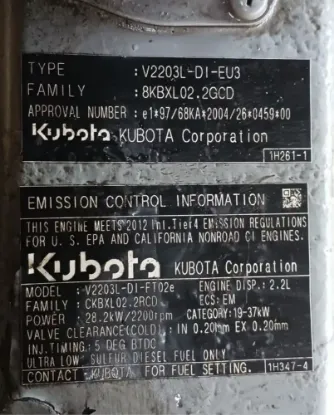 TYPE : V2203L-DI-EU3
FAMILY : 8KBXL02.2GCD
APPROVAL NUMBER : e1*97/68KA*2004/26*0459*00
Kubota KUBOTA Corporation
1H261-1
EMISSION CONTROL INFORMATION
THIS ENGINE MEETS 2012 Int.Tier4 EMISSION REGULATIONS
FOR U. S. EPA AND CALIFORNIA NONROAD CI ENGINES.
Kubota KUBOTA Corporation
MODEL : V2203L-DI-FT02e ENGINE DISP.: 2.2L
FAMILY : CKBXL02.2RCD ECS: EM
POWER : 28.2kW/2200rpm CATEGORY: 19-37kW
VALVE CLEARANCE(COLD) : IN 0.20mm EX 0.20mm
INJ.TIMING: 5 DEG BTDC
ULTRA LOW SULFUR DIESEL FUEL ONLY
CONTACT KUBOTA FOR FUEL SETTING. 1H347-4